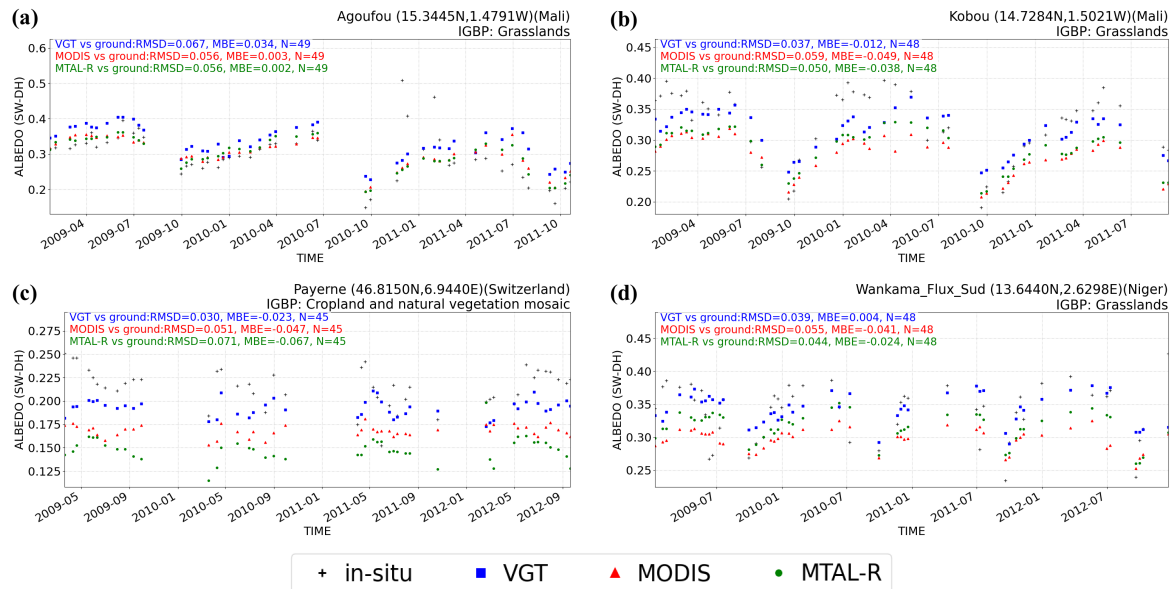 (a)
Agoufou (15.3445N,1.4791W)(Mali)
IGBP: Grasslands
VGT vs ground:RMSD=0.067, MBE=0.034, N=49
MODIS vs ground:RMSD=0.056, MBE=0.003, N=49
MTAL-R vs ground:RMSD=0.056, MBE=0.002, N=49
ALBEDO (SW-DH)
0.6
0.5
0.4
0.3
0.2
2009-04
2009-07
2009-10
2010-01
2010-04
2010-07
2010-10
2011-01
2011-04
2011-07
2011-10
TIME
(b)
Kobou (14.7284N,1.5021W)(Mali)
IGBP: Grasslands
VGT vs ground:RMSD=0.037, MBE=-0.012, N=48
MODIS vs ground:RMSD=0.059, MBE=-0.049, N=48
MTAL-R vs ground:RMSD=0.050, MBE=-0.038, N=48
ALBEDO (SW-DH)
0.45
0.40
0.35
0.30
0.25
0.20
2009-04
2009-07
2009-10
2010-01
2010-04
2010-07
2010-10
2011-01
2011-04
2011-07
TIME
(c)
Payerne (46.8150N,6.9440E)(Switzerland)
IGBP: Cropland and natural vegetation mosaic
VGT vs ground:RMSD=0.030, MBE=-0.023, N=45
MODIS vs ground:RMSD=0.051, MBE=-0.047, N=45
MTAL-R vs ground:RMSD=0.071, MBE=-0.067, N=45
ALBEDO (SW-DH)
0.275
0.250
0.225
0.200
0.175
0.150
0.125
2009-05
2009-09
2010-01
2010-05
2010-09
2011-01
2011-05
2011-09
2012-01
2012-05
2012-09
TIME
(d)
Wankama_Flux_Sud (13.6440N,2.6298E)(Niger)
IGBP: Grasslands
VGT vs ground:RMSD=0.039, MBE=0.004, N=48
MODIS vs ground:RMSD=0.055, MBE=-0.041, N=48
MTAL-R vs ground:RMSD=0.044, MBE=-0.024, N=48
ALBEDO (SW-DH)
0.45
0.40
0.35
0.30
0.25
2009-07
2010-01
2010-07
2011-01
2011-07
2012-01
2012-07
TIME
in-situ
VGT
MODIS
MTAL-R